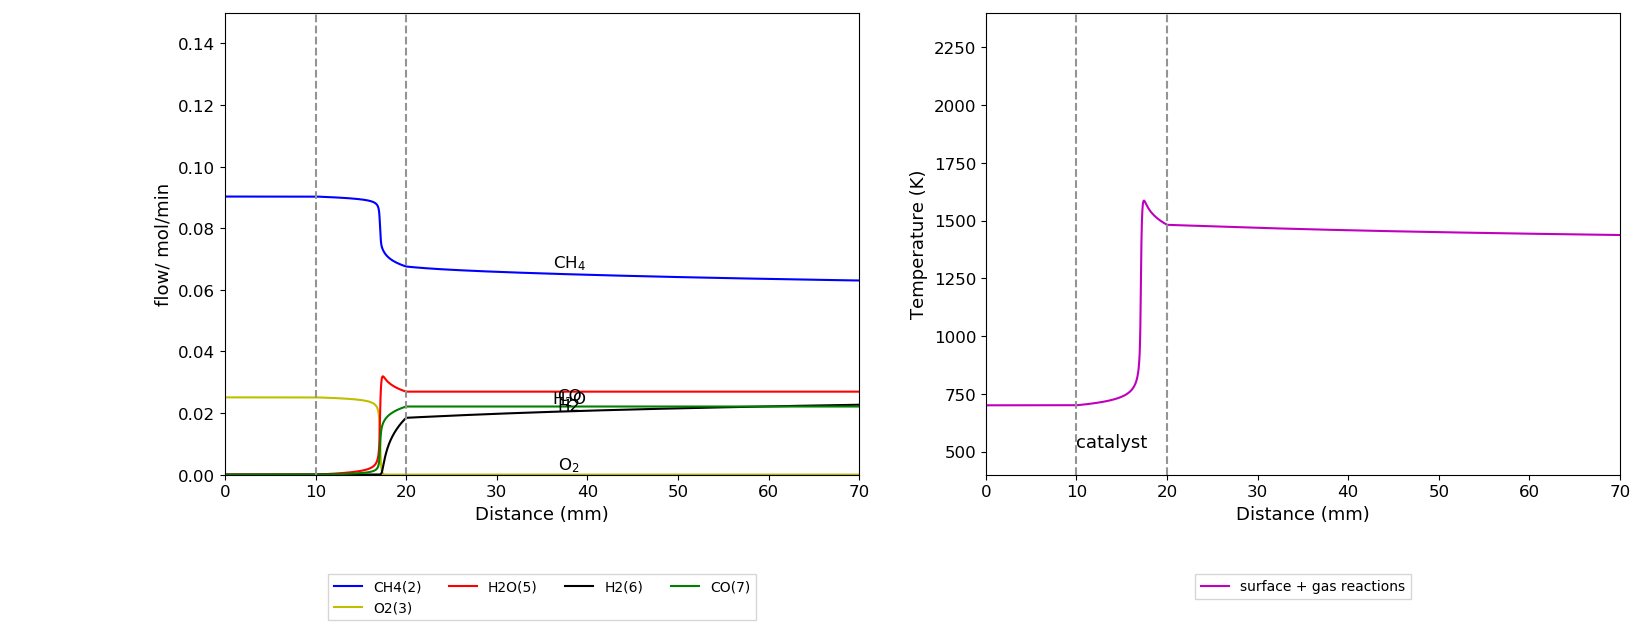 0.14
0.12
0.10
0.08
0.06
0.04
0.02
0.00
flow/ mol/min
CH₄
CO
H₂O
H2
O₂
0 10 20 30 40 50 60 70
Distance (mm)
CH4(2) H2O(5) H2(6) CO(7)
O2(3)
2250
2000
1750
1500
1250
1000
750
500
Temperature (K)
catalyst
0 10 20 30 40 50 60 70
Distance (mm)
surface + gas reactions